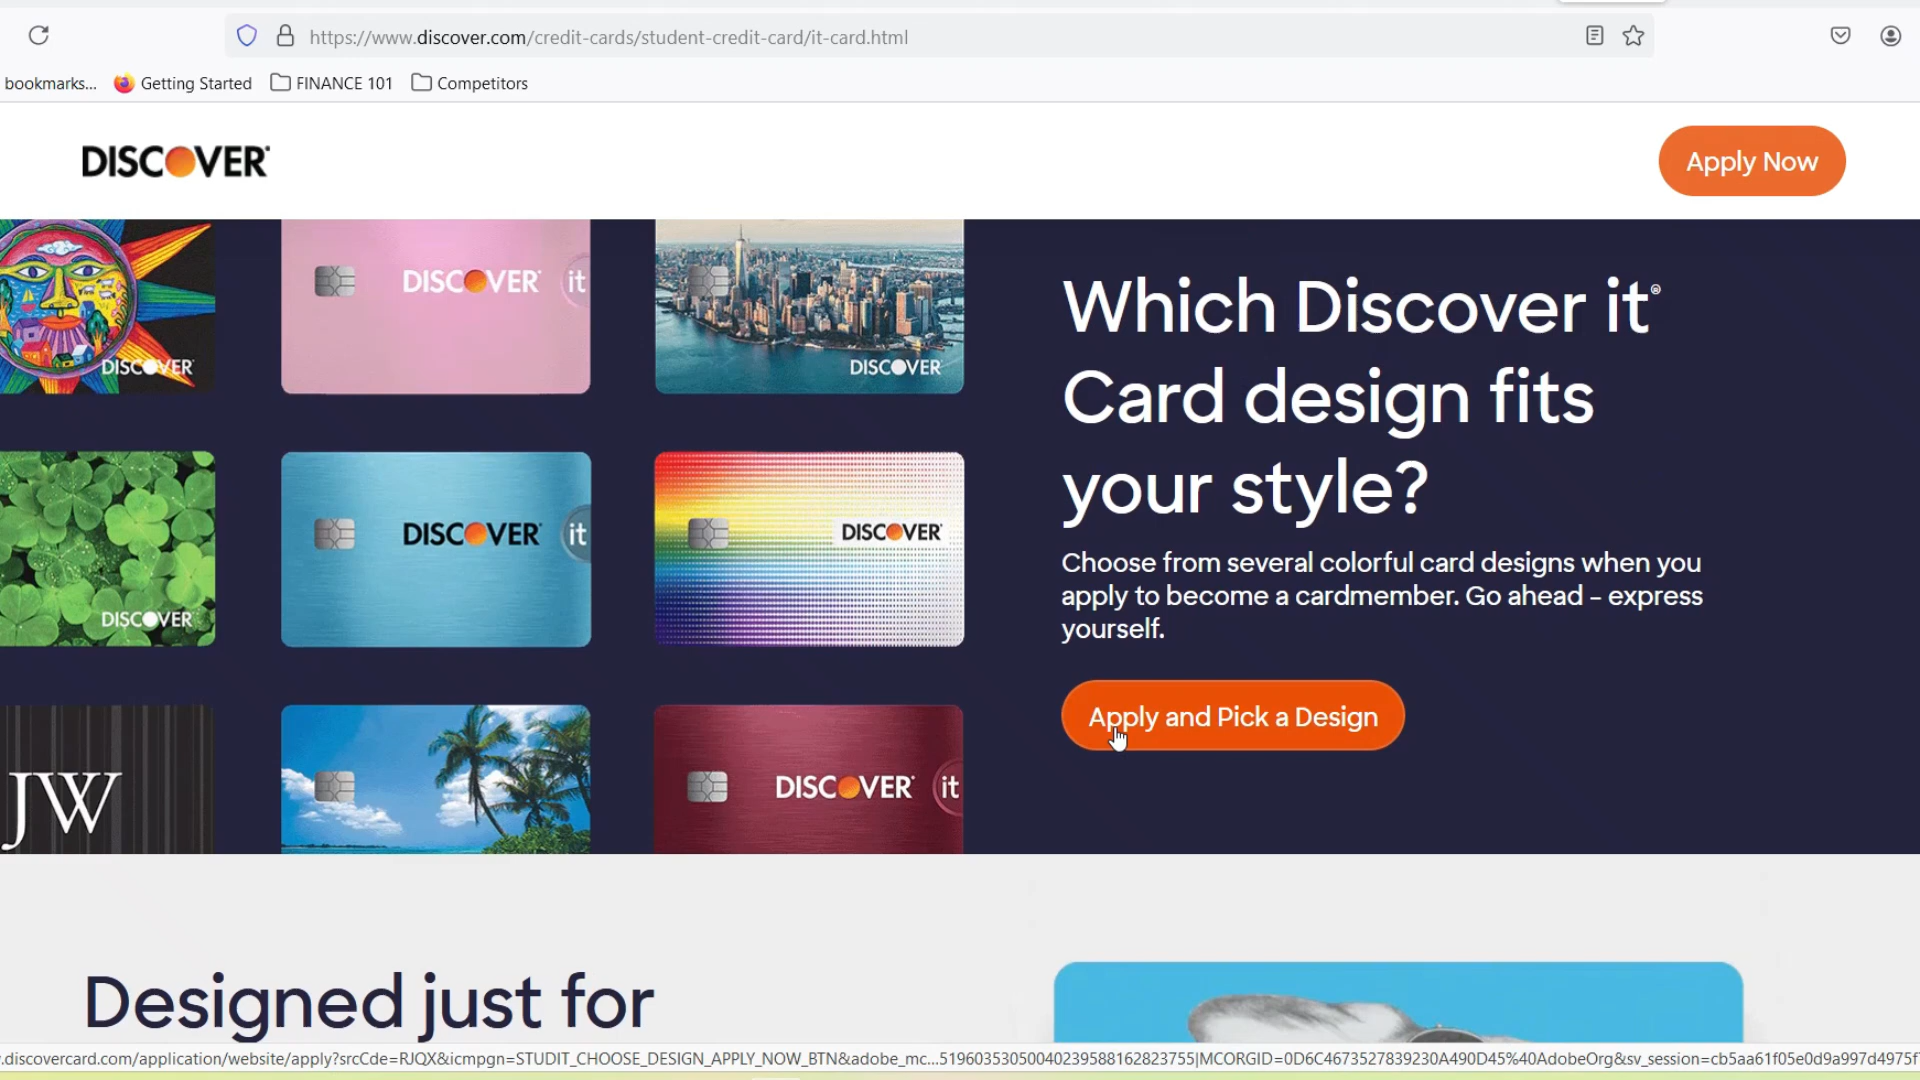 https://www.discover.com/credit-cards/student-credit-card/it-card.html
bookmarks... Getting Started FINANCE 101 Competitors
DISCOVER
Apply Now
DISCOVER
DISCOVER it
DISCOVER
Which Discover it®
Card design fits
your style?
DISCOVER
DISCOVER it
DISCOVER
Choose from several colorful card designs when you
apply to become a cardmember. Go ahead – express
yourself.
Apply and Pick a Design
JW
DISCOVER it
Designed just for
.discovercard.com/application/website/apply?srcCde=RJQX&icmpgn=STUDIT_CHOOSE_DESIGN_APPLY_NOW_BTN&adobe_mc...5196035305004023958816282375​5|MCORGID=0D6C4673527839230A490D45%40AdobeOrg&sv_session=cb5aa61f05e0d9a997d4975f